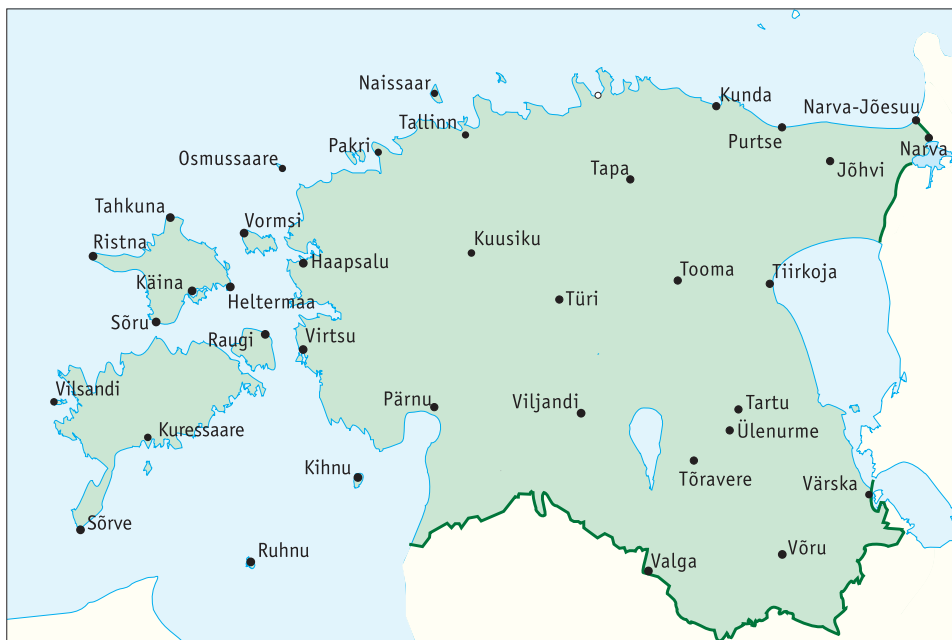 Naissaar
Kunda
Narva-Jõesuu
Tallinn
Purtse
Narva
Pakri
Osmussaare
Tapa
Jõhvi
Tahkuna
Vormsi
Ristna
Kuusiku
Haapsalu
Tooma
Tiirkoja
Käina
Heltermaa
Türi
Sõru
Raugi
Virtsu
Vilsandi
Pärnu
Viljandi
Tartu
Kuressaare
Ülenurme
Kihnu
Tõravere
Värska
Sõrve
Ruhnu
Valga
Võru